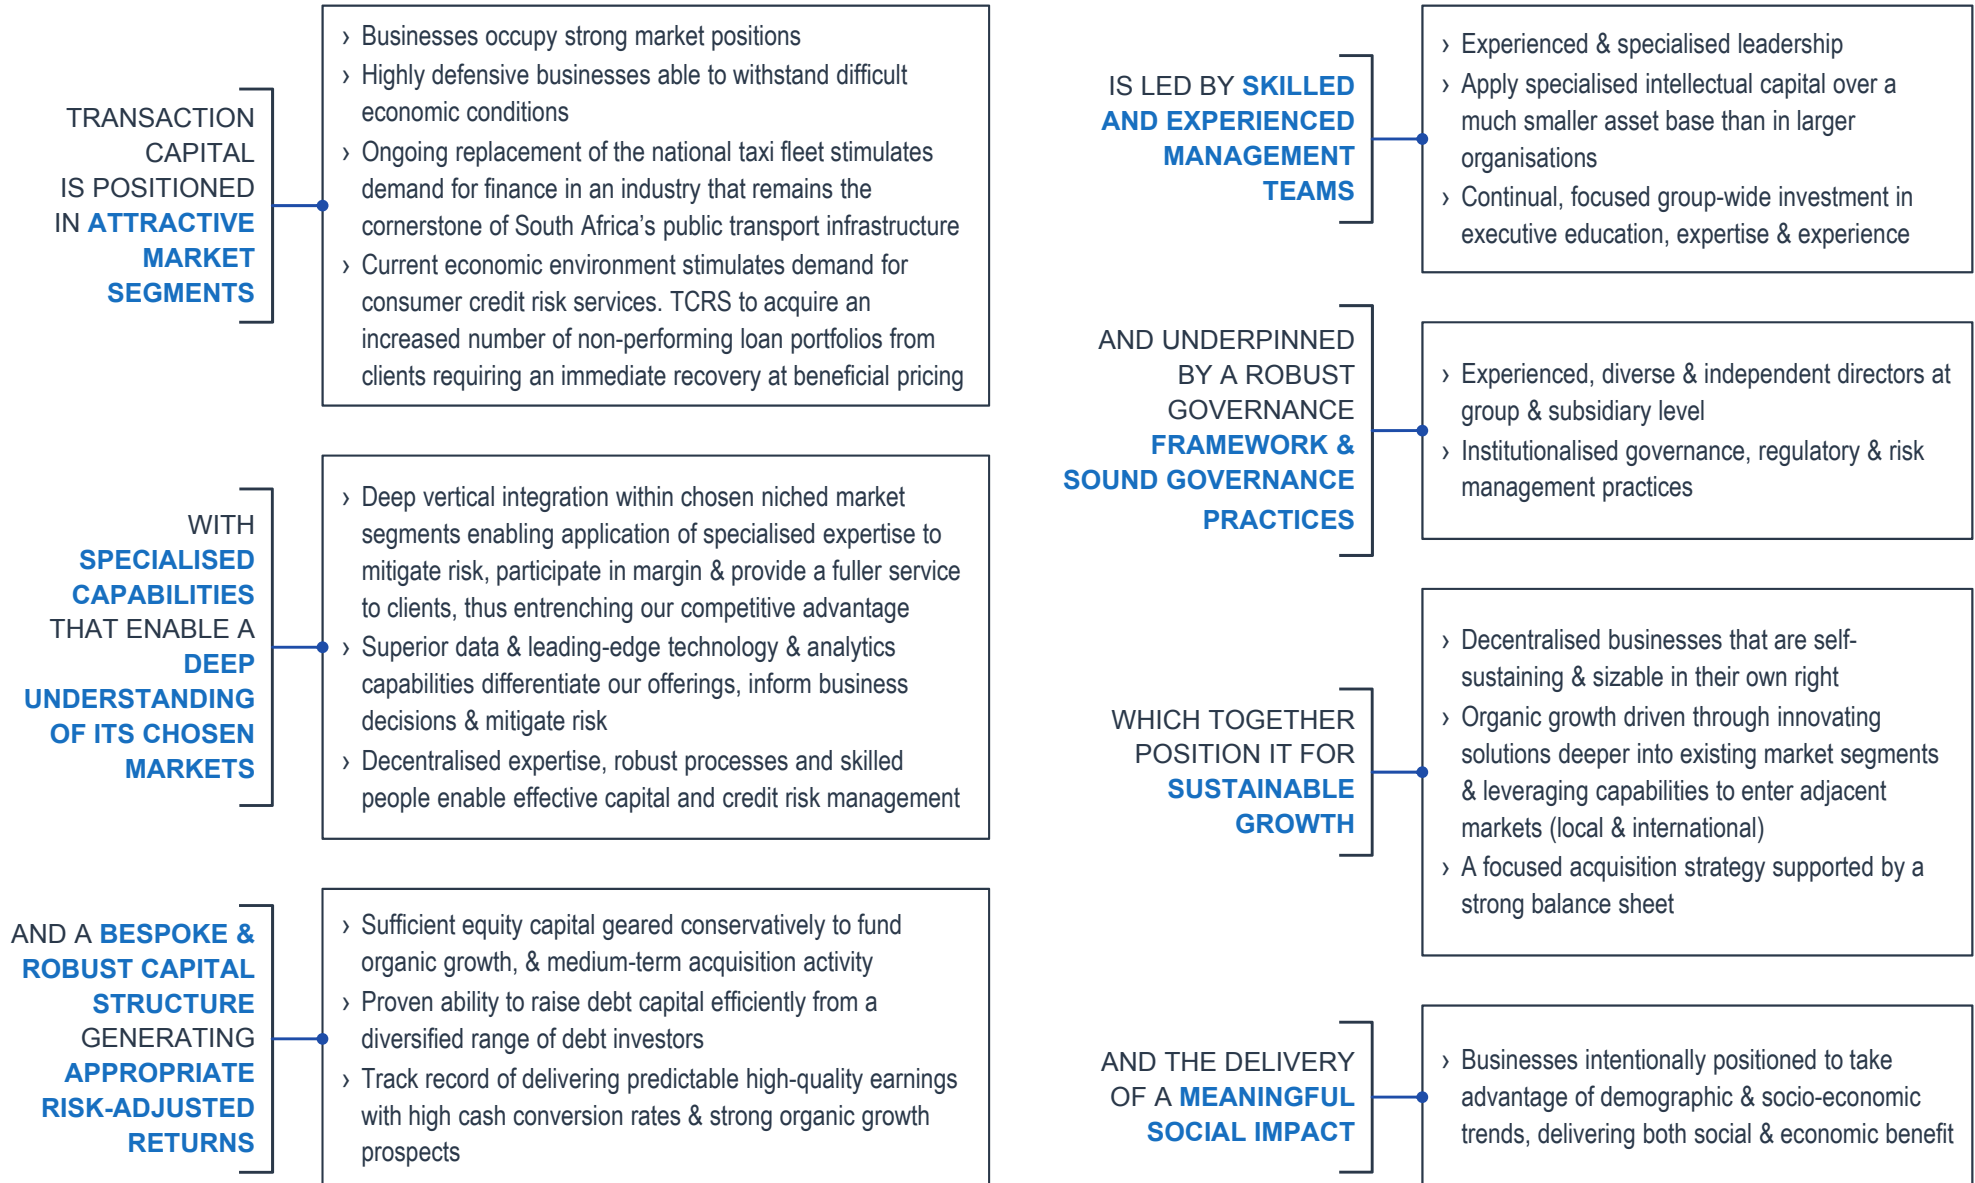 TRANSACTION
CAPITAL
IS POSITIONED
IN ATTRACTIVE
MARKET
SEGMENTS
› Businesses occupy strong market positions
› Highly defensive businesses able to withstand difficult
economic conditions
› Ongoing replacement of the national taxi fleet stimulates
demand for finance in an industry that remains the
cornerstone of South Africa’s public transport infrastructure
› Current economic environment stimulates demand for
consumer credit risk services. TCRS to acquire an
increased number of non-performing loan portfolios from
clients requiring an immediate recovery at beneficial pricing
WITH
SPECIALISED
CAPABILITIES
THAT ENABLE A
DEEP
UNDERSTANDING
OF ITS CHOSEN
MARKETS
› Deep vertical integration within chosen niched market
segments enabling application of specialised expertise to
mitigate risk, participate in margin & provide a fuller service
to clients, thus entrenching our competitive advantage
› Superior data & leading-edge technology & analytics
capabilities differentiate our offerings, inform business
decisions & mitigate risk
› Decentralised expertise, robust processes and skilled
people enable effective capital and credit risk management
AND A BESPOKE &
ROBUST CAPITAL
STRUCTURE
GENERATING
APPROPRIATE
RISK-ADJUSTED
RETURNS
› Sufficient equity capital geared conservatively to fund
organic growth, & medium-term acquisition activity
› Proven ability to raise debt capital efficiently from a
diversified range of debt investors
› Track record of delivering predictable high-quality earnings
with high cash conversion rates & strong organic growth
prospects
IS LED BY SKILLED
AND EXPERIENCED
MANAGEMENT
TEAMS
› Experienced & specialised leadership
› Apply specialised intellectual capital over a
much smaller asset base than in larger
organisations
› Continual, focused group-wide investment in
executive education, expertise & experience
AND UNDERPINNED
BY A ROBUST
GOVERNANCE
FRAMEWORK &
SOUND GOVERNANCE
PRACTICES
› Experienced, diverse & independent directors at
group & subsidiary level
› Institutionalised governance, regulatory & risk
management practices
WHICH TOGETHER
POSITION IT FOR
SUSTAINABLE
GROWTH
› Decentralised businesses that are self-
sustaining & sizable in their own right
› Organic growth driven through innovating
solutions deeper into existing market segments
& leveraging capabilities to enter adjacent
markets (local & international)
› A focused acquisition strategy supported by a
strong balance sheet
AND THE DELIVERY
OF A MEANINGFUL
SOCIAL IMPACT
› Businesses intentionally positioned to take
advantage of demographic & socio-economic
trends, delivering both social & economic benefit